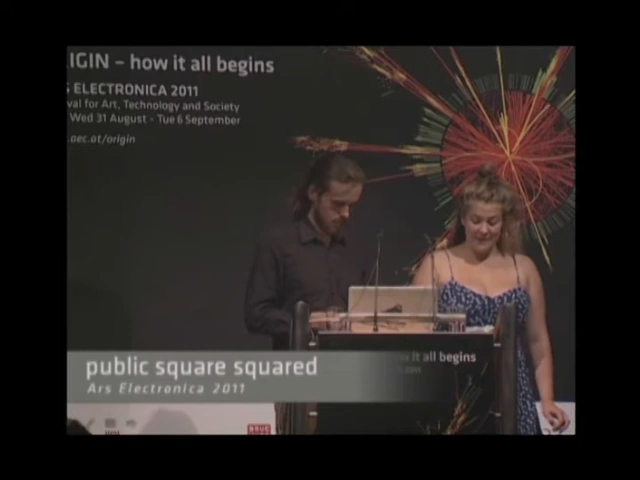 IGIN – how it all begins
S ELECTRONICA 2011
val for Art, Technology and Society
Wed 31 August - Tue 6 September
.aec.at/origin
w it all begins
public square squared
Ars Electronica 2011